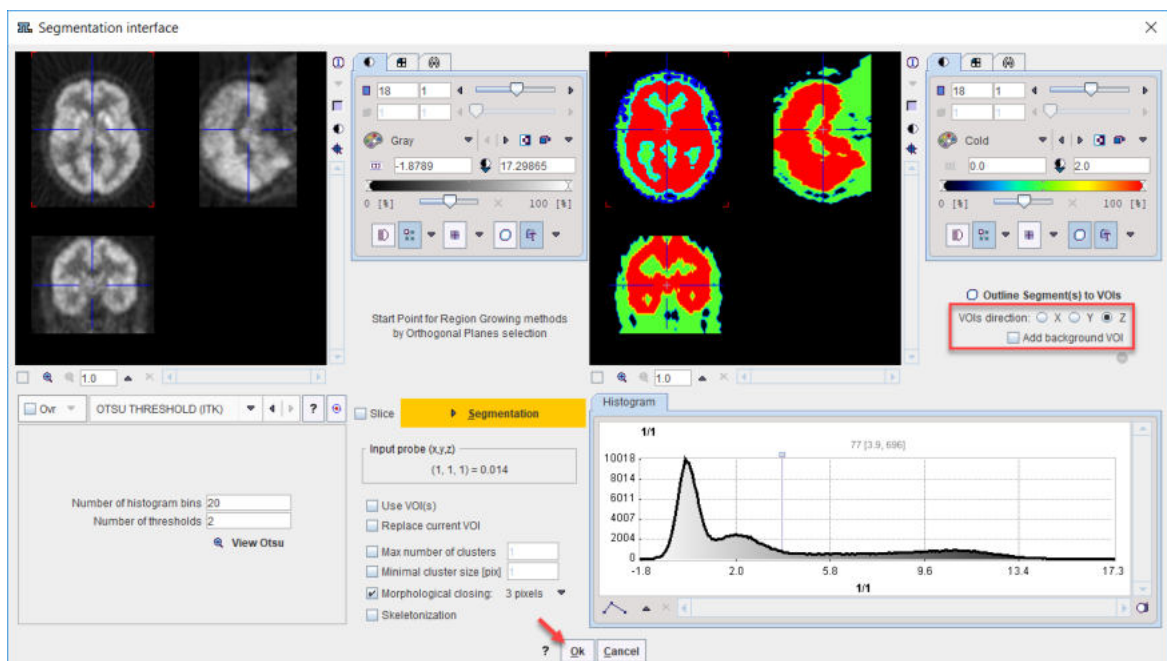 Segmentation interface
18 1
1 1
Gray
-1.8789 17.29865
0 [%] 100 [%]
Start Point for Region Growing methods
by Orthogonal Planes selection
18 1
1 1
Cold
0.0 2.0
0 [%] 100 [%]
Outline Segment(s) to VOIs
VOIs direction: X Y Z
Add background VOI
1.0
1.0
Ovr OTSU THRESHOLD (ITK) ?
Number of histogram bins 20
Number of thresholds 2
View Otsu
Slice Segmentation
Input probe (x,y,z)
(1, 1, 1) = 0.014
Use VOI(s)
Replace current VOI
Max number of clusters 1
Minimal cluster size [pix] 1
Morphological closing: 3 pixels
Skeletonization
Histogram
1/1
77 [3.9, 696]
10018
8014
6011
4007
2004
0
-1.8 2.0 5.8 9.6 13.4 17.3
1/1
? Ok Cancel